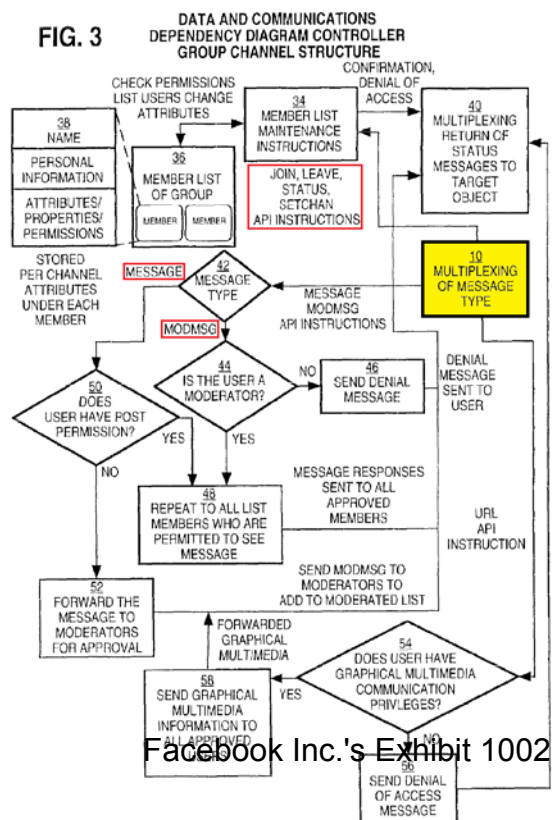 FIG. 3
DATA AND COMMUNICATIONS
DEPENDENCY DIAGRAM CONTROLLER
GROUP CHANNEL STRUCTURE
CHECK PERMISSIONS
LIST USERS CHANGE
ATTRIBUTES
CONFIRMATION,
DENIAL OF
ACCESS
38
NAME
PERSONAL
INFORMATION
ATTRIBUTES/
PROPERTIES/
PERMISSIONS
STORED
PER CHANNEL
ATTRIBUTES
UNDER EACH
MEMBER
36
MEMBER LIST
OF GROUP
MEMBER
MEMBER
34
MEMBER LIST
MAINTENANCE
INSTRUCTIONS
JOIN, LEAVE,
STATUS,
SETCHAN
API INSTRUCTIONS
40
MULTIPLEXING
RETURN OF
STATUS
MESSAGES TO
TARGET
OBJECT
10
MULTIPLEXING
OF MESSAGE
TYPE
MESSAGE
42
MESSAGE
TYPE
MESSAGE
MODMSG
API INSTRUCTIONS
MODMSG
44
IS THE USER A
MODERATOR?
NO
46
SEND DENIAL
MESSAGE
DENIAL
MESSAGE
SENT TO
USER
50
DOES
USER HAVE POST
PERMISSION?
YES
YES
NO
48
REPEAT TO ALL LIST
MEMBERS WHO ARE
PERMITTED TO SEE
MESSAGE
MESSAGE RESPONSES
SENT TO ALL
APPROVED
MEMBERS
URL
API
INSTRUCTION
52
FORWARD THE
MESSAGE TO
MODERATORS
FOR APPROVAL
SEND MODMSG TO
MODERATORS TO
ADD TO MODERATED LIST
FORWARDED
GRAPHICAL
MULTIMEDIA
54
DOES USER HAVE
GRAPHICAL MULTIMEDIA
COMMUNICATION
PRIVLEGES?
YES
NO
58
SEND GRAPHICAL
MULTIMEDIA
INFORMATION TO
ALL APPROVED
USERS
Facebook Inc.'s Exhibit 1002
56
SEND DENIAL
OF ACCESS
MESSAGE